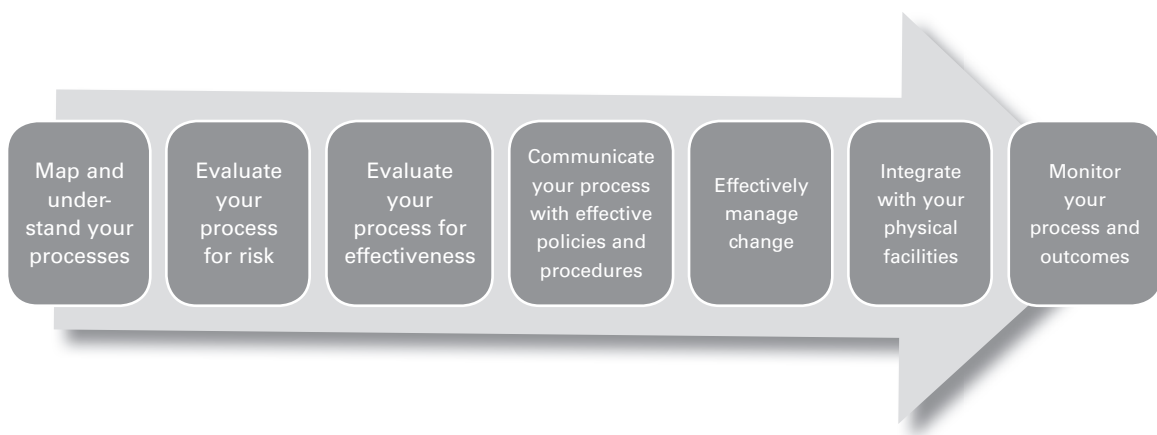 Map and
under-
stand your
processes
Evaluate
your
process
for risk
Evaluate
your
process for
effectiveness
Communicate
your process
with effective
policies and
procedures
Effectively
manage
change
Integrate
with your
physical
facilities
Monitor
your
process and
outcomes